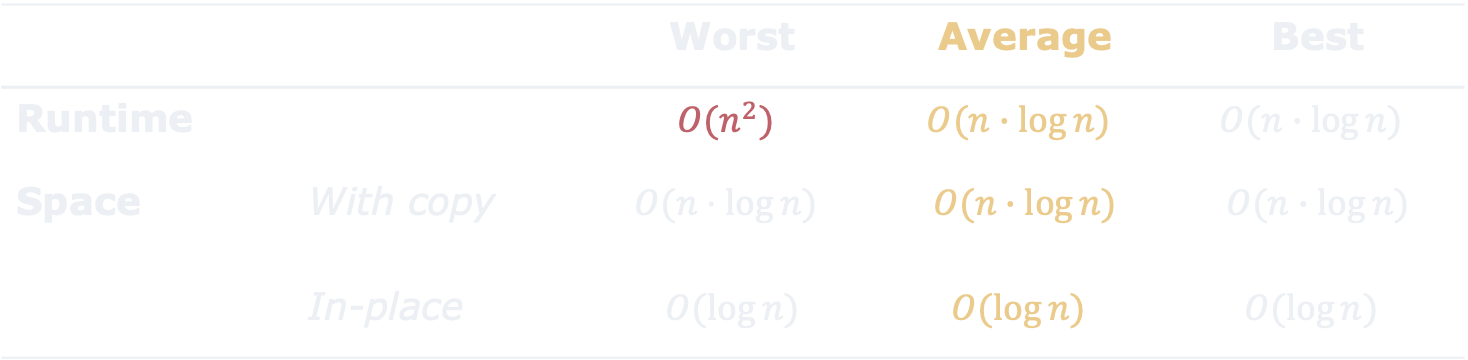 Worst Average Best
Runtime O(n²) O(n · log n) O(n · log n)
Space With copy O(n · log n) O(n · log n) O(n · log n)
In-place O(log n) O(log n) O(log n)